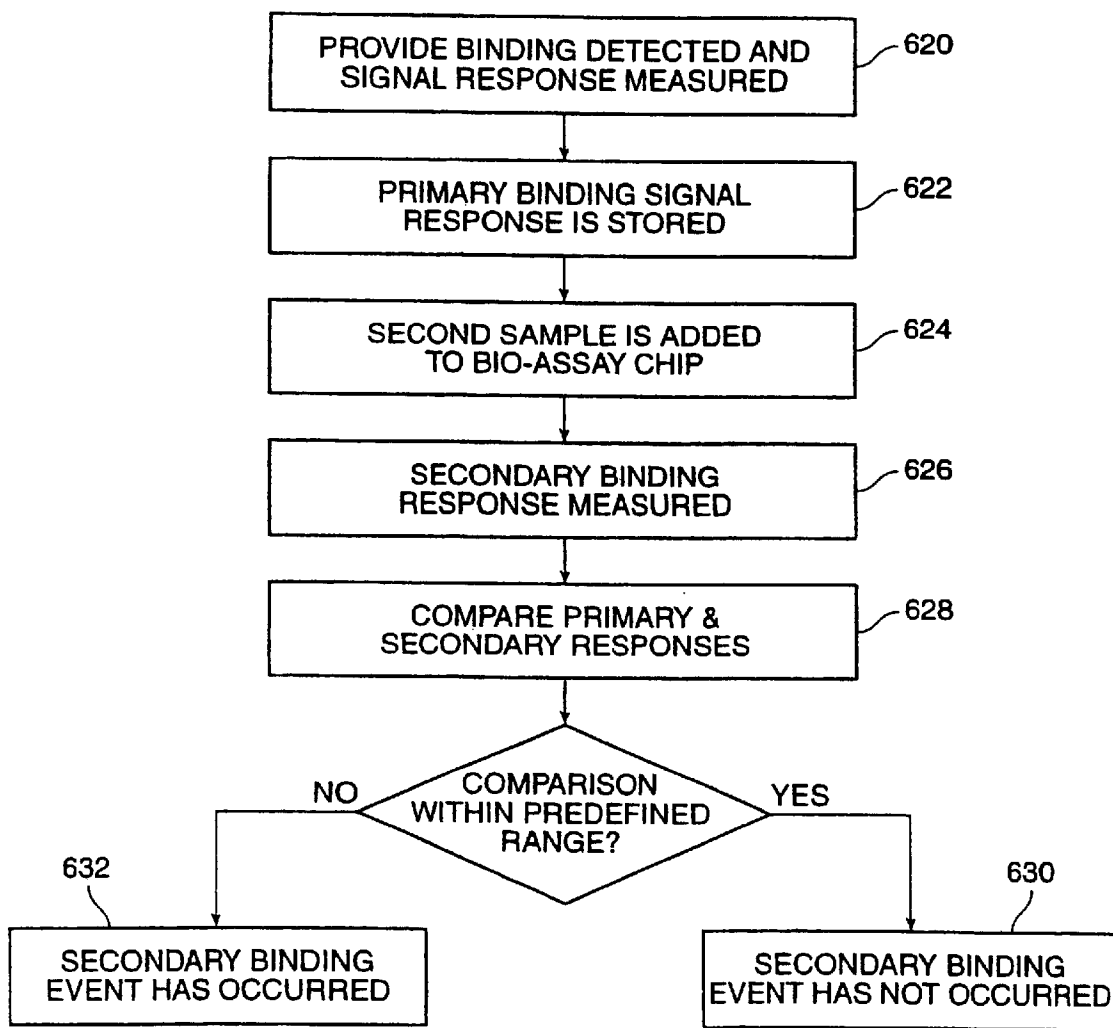 PROVIDE BINDING DETECTED AND
SIGNAL RESPONSE MEASURED
620
PRIMARY BINDING SIGNAL
RESPONSE IS STORED
622
SECOND SAMPLE IS ADDED
TO BIO-ASSAY CHIP
624
SECONDARY BINDING
RESPONSE MEASURED
626
COMPARE PRIMARY &
SECONDARY RESPONSES
628
COMPARISON
WITHIN PREDEFINED
RANGE?
NO
YES
632
SECONDARY BINDING
EVENT HAS OCCURRED
630
SECONDARY BINDING
EVENT HAS NOT OCCURRED